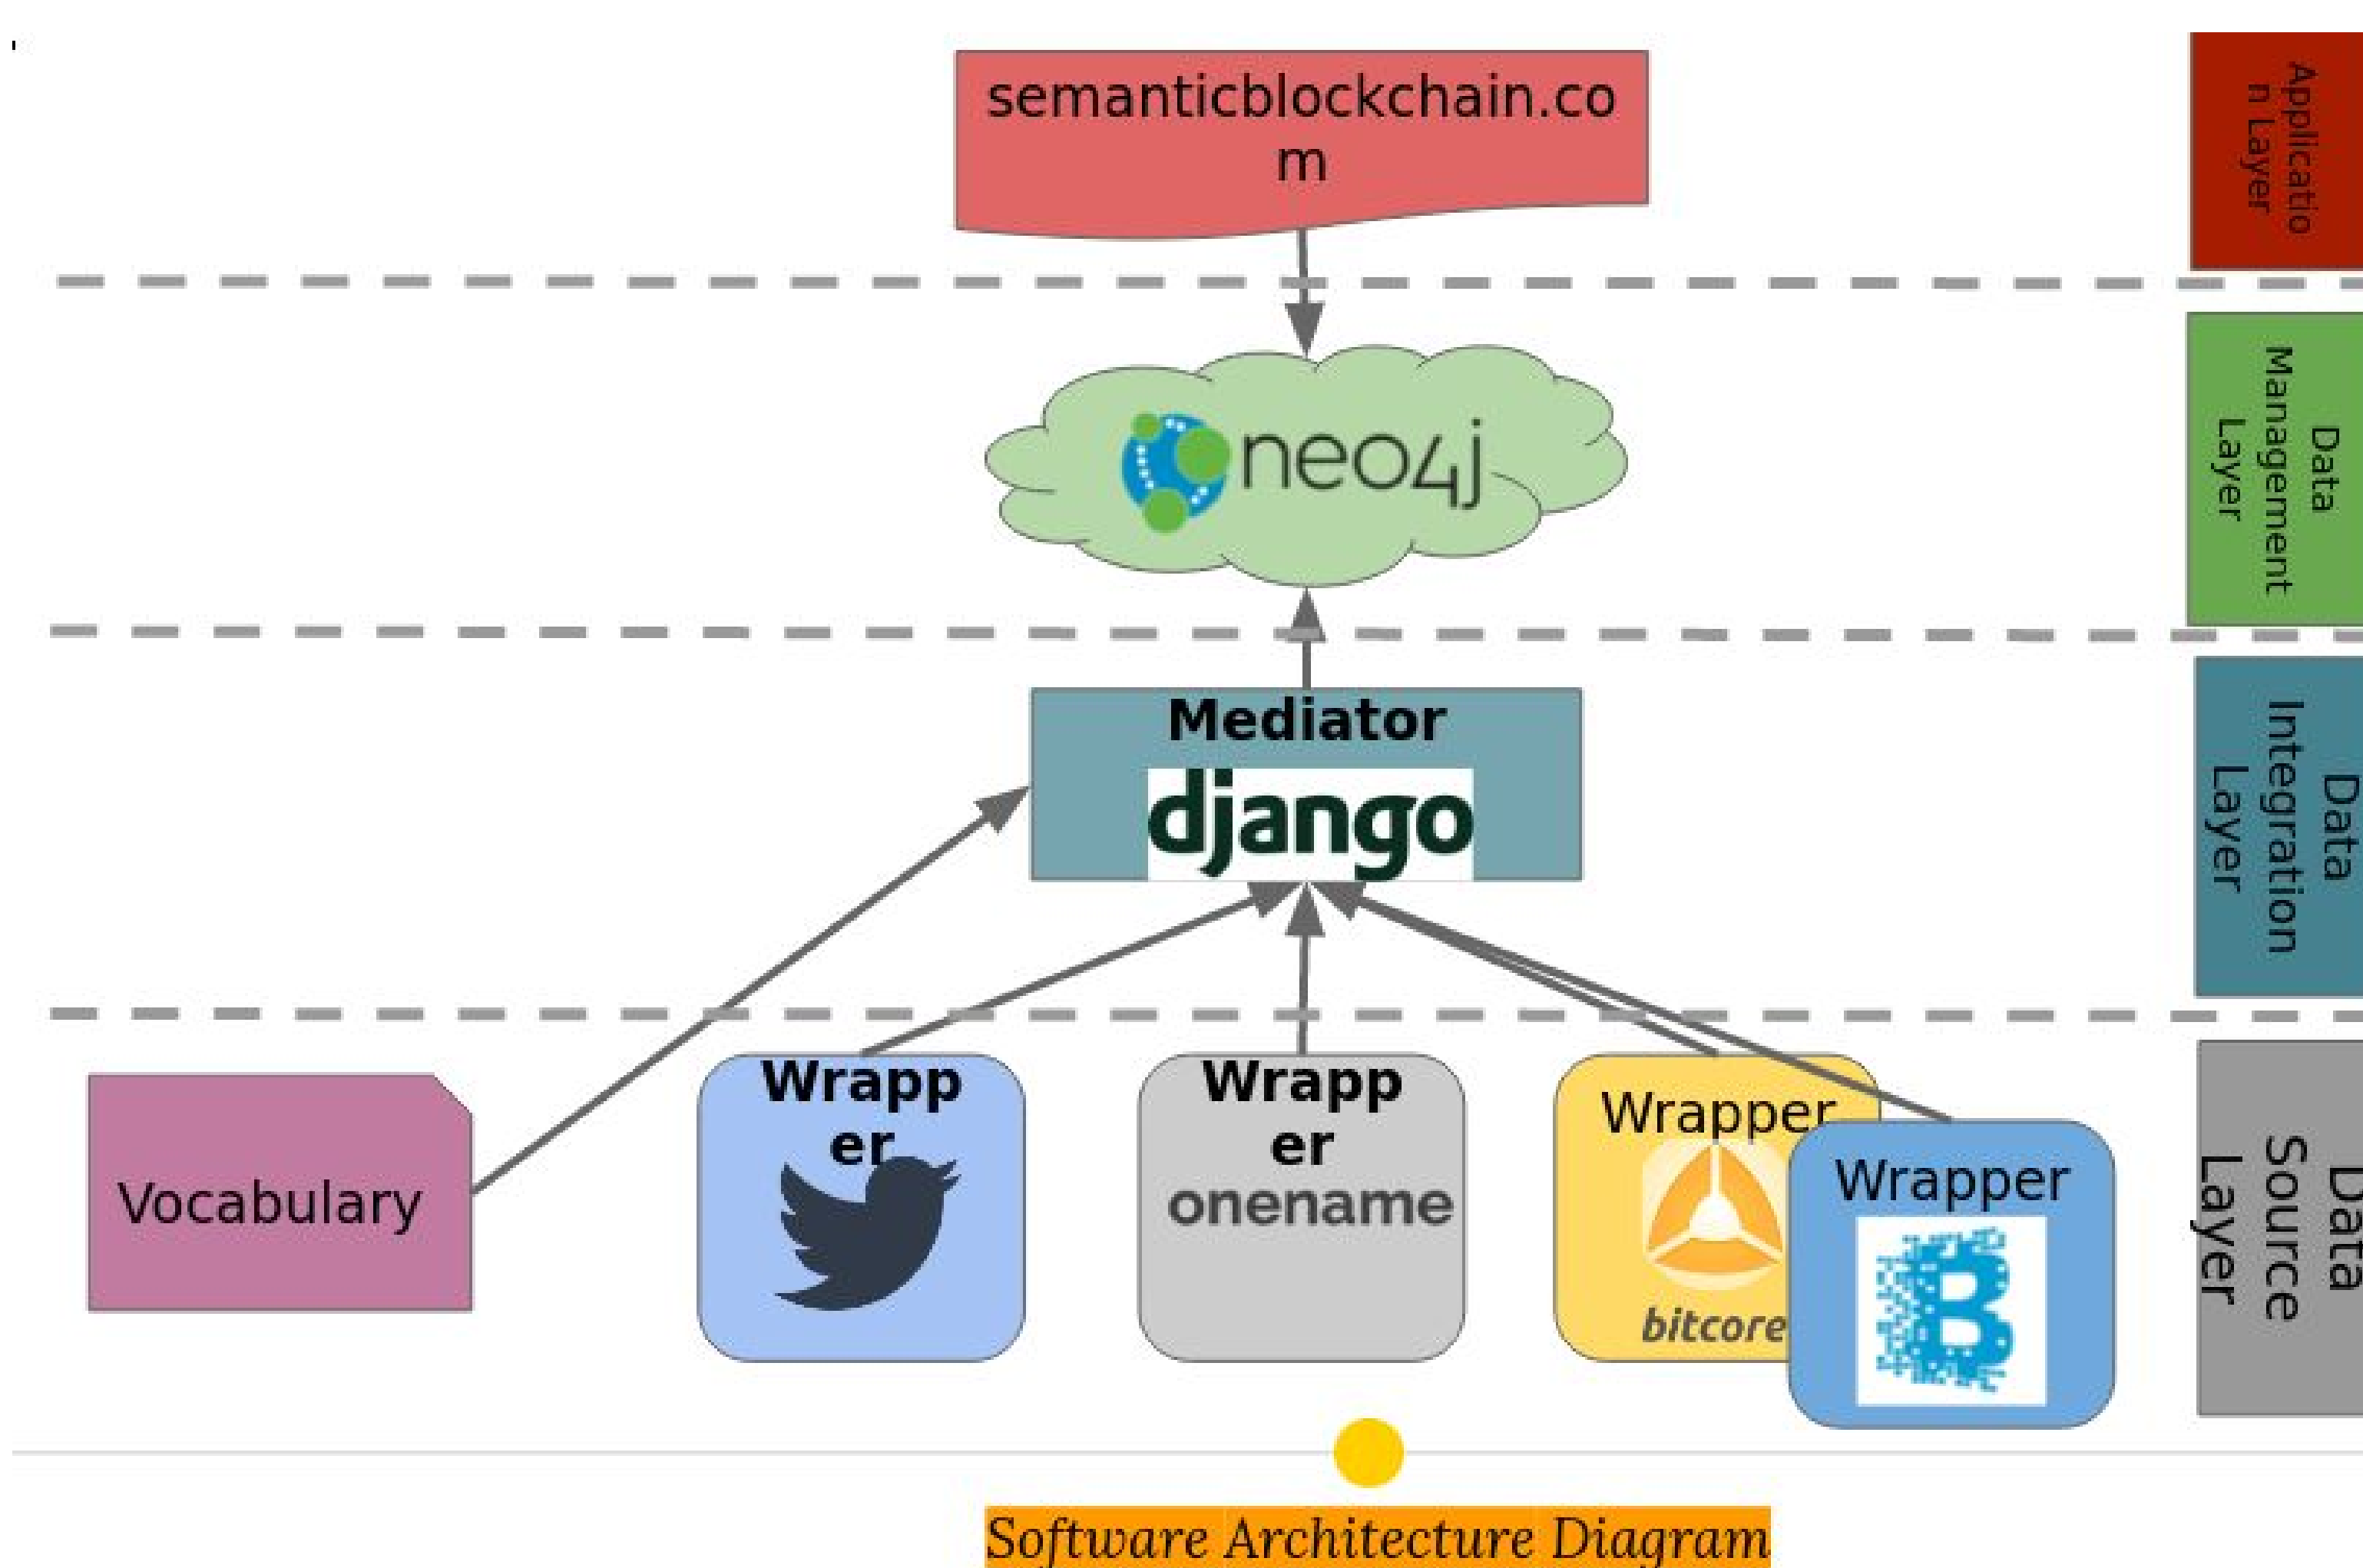 semanticblockchain.co
m
Applicatio
n Layer
neo4j
Data
Management
Layer
Mediator
django
Data
Integration
Layer
Vocabulary
Wrapp
er
Wrapp
er
onename
Wrapper
bitcore
Wrapper
Data
Source
Layer
Software Architecture Diagram